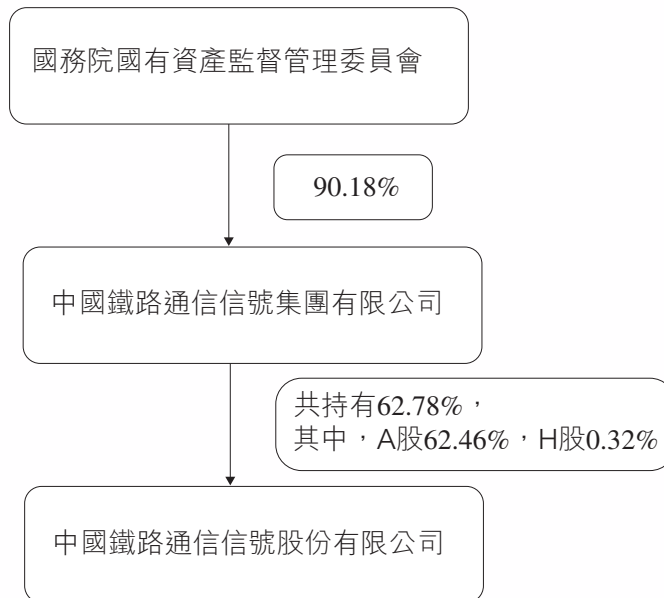 國務院國有資產監督管理委員會
90.18%
中國鐵路通信信號集團有限公司
共持有62.78%，
其中，A股62.46%，H股0.32%
中國鐵路通信信號股份有限公司